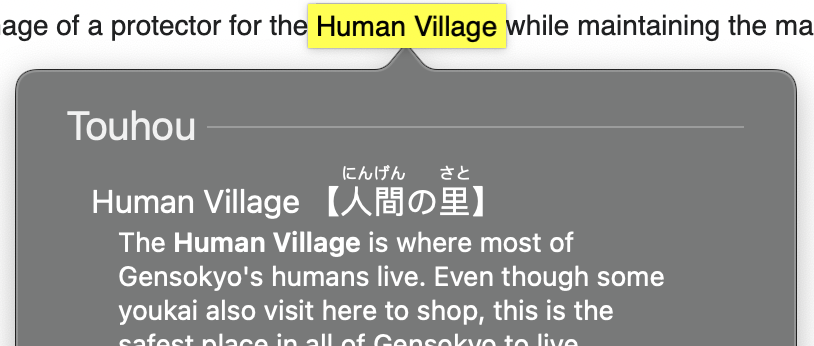 age of a protector for the Human Village while maintaining the ma
Touhou
にんげん さと
Human Village 【人間の里】
The Human Village is where most of
Gensokyo's humans live. Even though some
youkai also visit here to shop, this is the
safest place in all of Gensokyo to live